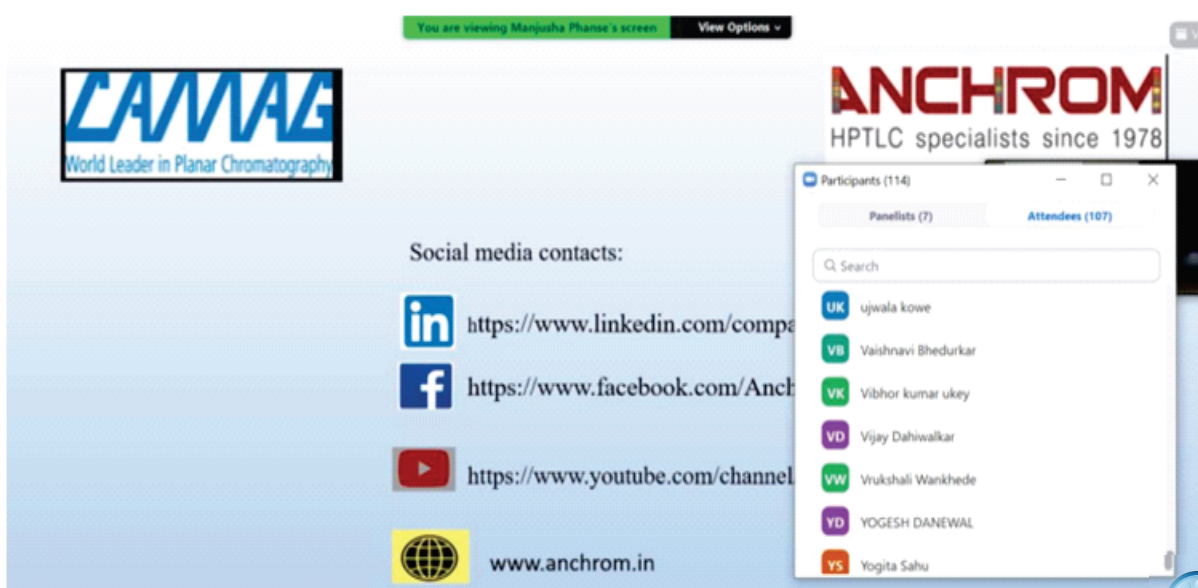 You are viewing Manjusha Phanse's screen View Options
CAMAG
World Leader in Planar Chromatography
ANCHROM
HPTLC specialists since 1978
Participants (114)
Panelists (7) Attendees (107)
Search
UK ujwala kowe
VB Vaishnavi Bhedurkar
VK Vibhor kumar ukey
VD Vijay Dahiwalkar
VW Vrukshali Wankhede
YD YOGESH DANEWAL
YS Yogita Sahu
Social media contacts:
in https://www.linkedin.com/compa
f https://www.facebook.com/Anch
https://www.youtube.com/channel
www.anchrom.in